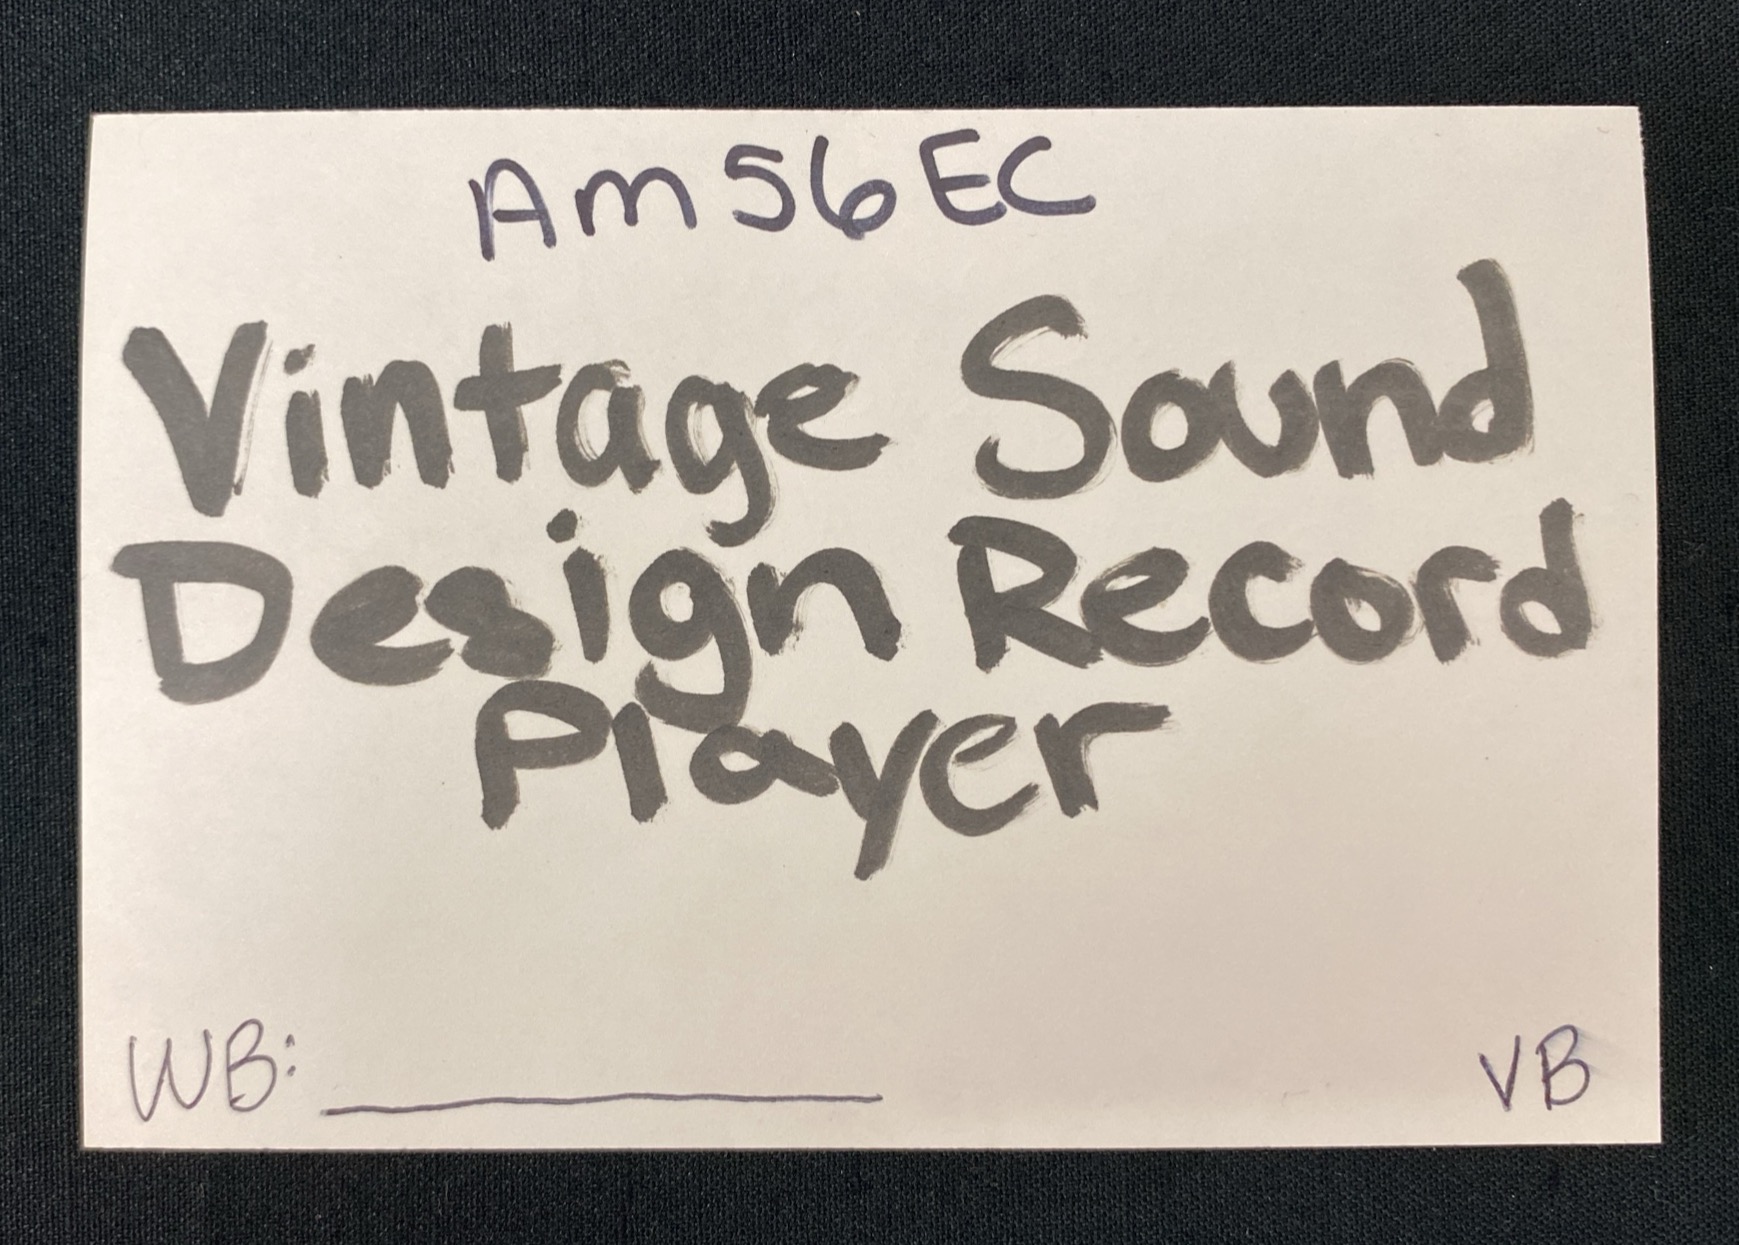 Am56EC
Vintage Sound
Design Record
Player
WB: ___________
VB